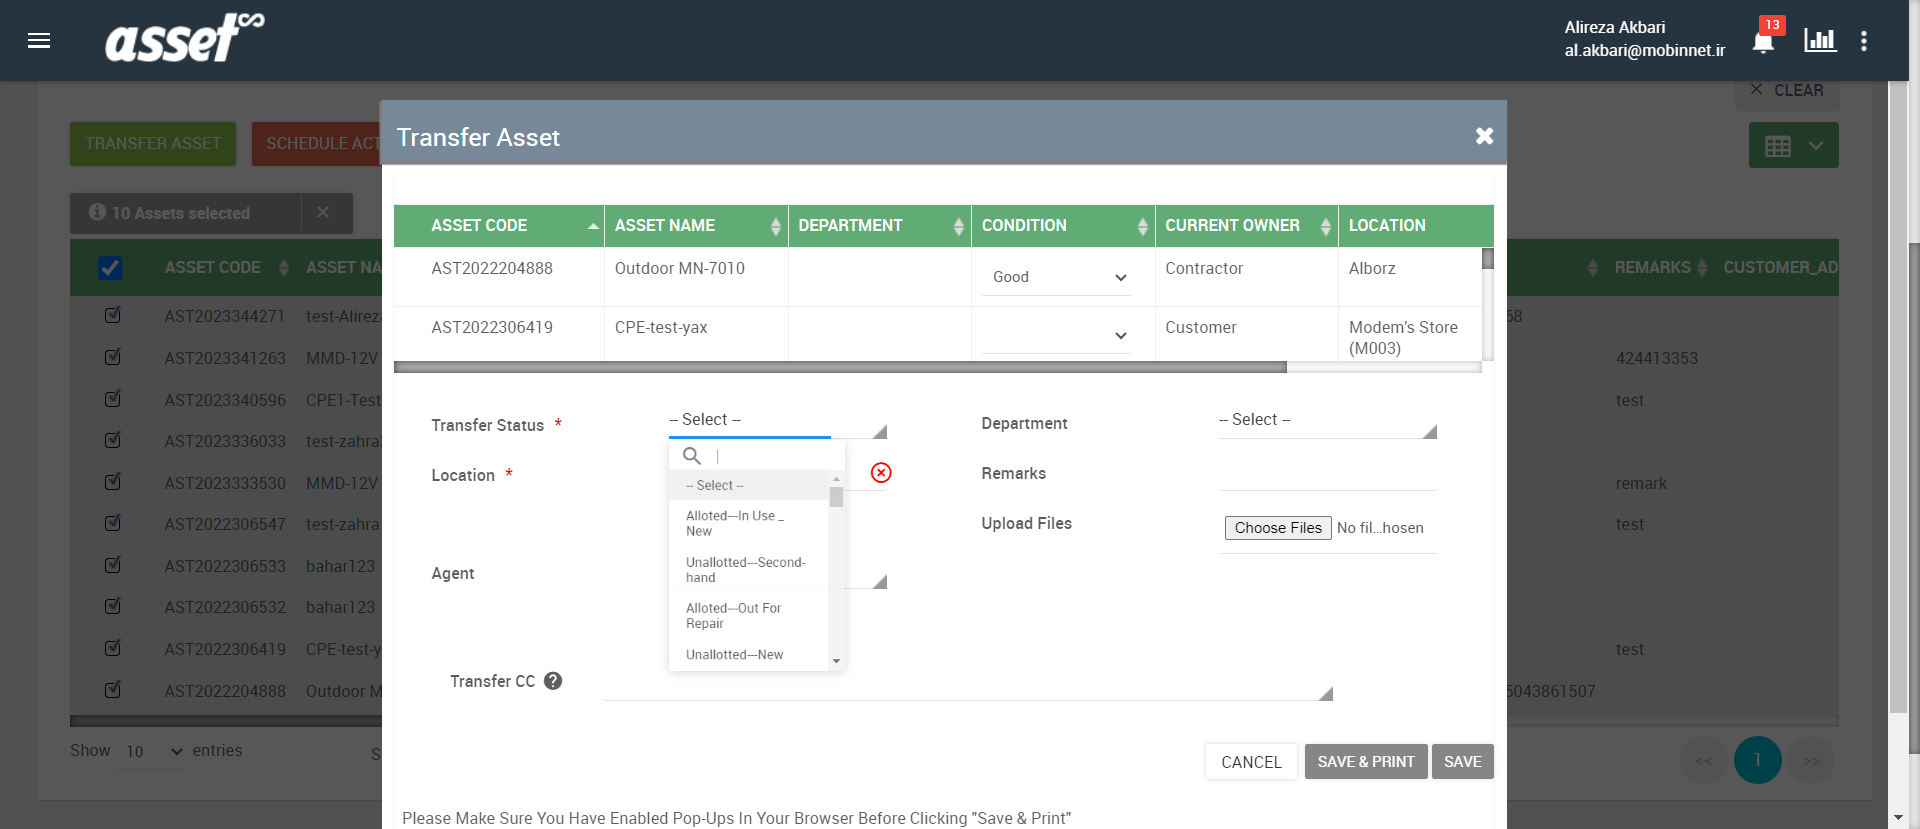 asset
Alireza Akbari
al.akbari@mobinnet.ir
13
CLEAR
TRANSFER ASSET
SCHEDULE ACT
10 Assets selected
Transfer Asset
ASSET CODE
ASSET NAME
DEPARTMENT
CONDITION
CURRENT OWNER
LOCATION
AST2022204888
Outdoor MN-7010
Good
Contractor
Alborz
AST2022306419
CPE-test-yax
Customer
Modem's Store
(M003)
ASSET CODE
ASSET NA
REMARKS
CUSTOMER_AD
AST2023344271
test-Alireza
68
AST2023341263
MMD-12V
424413353
AST2023340596
CPE1-Test
test
AST2023336033
test-zahra
AST2023333530
MMD-12V
remark
AST2022306547
test-zahra
test
AST2022306533
bahar123
AST2022306532
bahar123
AST2022306419
CPE-test-y
test
AST2022204888
Outdoor M
5043861507
Show 10 entries
S
<<
1
>>
Transfer Status *
-- Select --
Department
-- Select --
Location *
Remarks
-- Select --
Alloted---In Use _
New
Unallotted---Second-
hand
Alloted---Out For
Repair
Unallotted---New
Upload Files
Choose Files No fil...hosen
Agent
Transfer CC
CANCEL
SAVE & PRINT
SAVE
Please Make Sure You Have Enabled Pop-Ups In Your Browser Before Clicking "Save & Print"